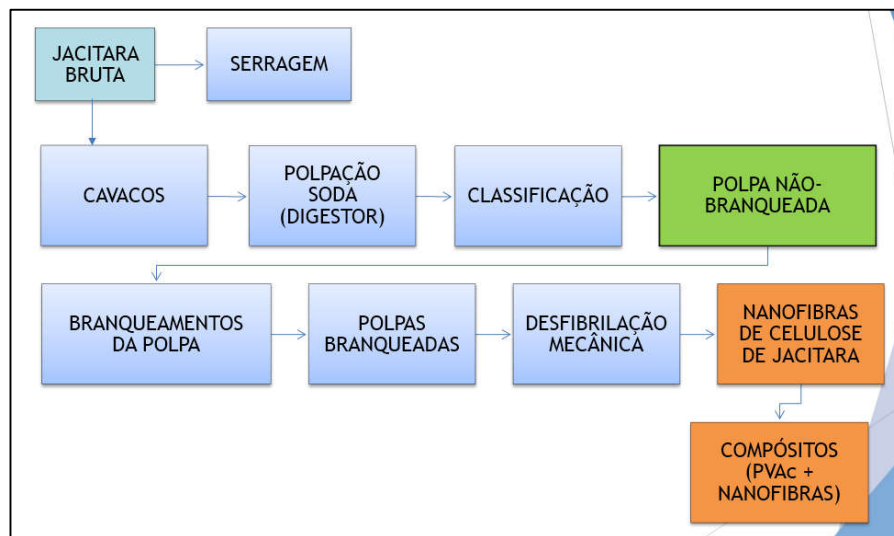 JACITARA
BRUTA
SERRAGEM
CAVACOS
POLPAÇÃO
SODA
(DIGESTOR)
CLASSIFICAÇÃO
POLPA NÃO-
BRANQUEADA
BRANQUEAMENTOS
DA POLPA
POLPAS
BRANQUEADAS
DESFIBRILAÇÃO
MECÂNICA
NANOFIBRAS
DE CELULOSE
DE JACITARA
COMPÓSITOS
(PVAc +
NANOFIBRAS)